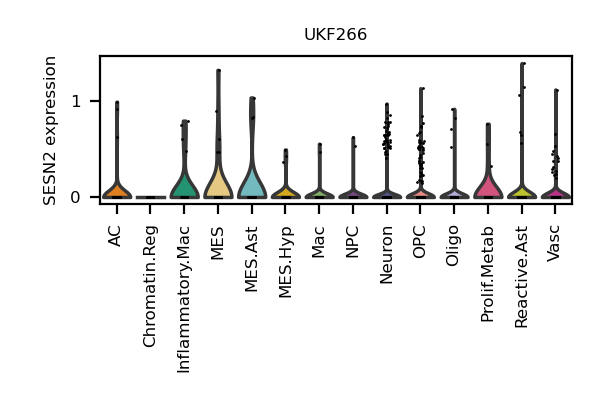 UKF266
SESN2 expression
1
0
AC
Chromatin.Reg
Inflammatory.Mac
MES
MES.Ast
MES.Hyp
Mac
NPC
Neuron
OPC
Oligo
Prolif.Metab
Reactive.Ast
Vasc